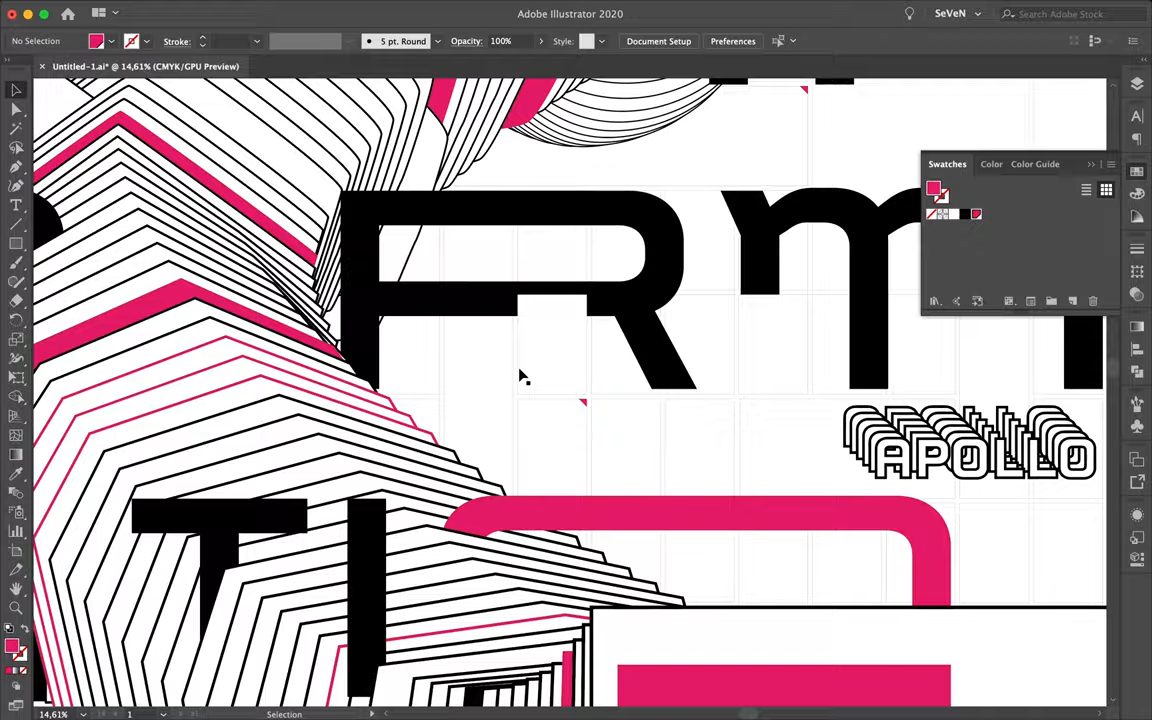 Adobe Illustrator 2020
SeVeN
Search Adobe Stock
No Selection
Stroke:
5 pt. Round
Opacity:
100%
Style:
Document Setup
Preferences
Untitled-1.ai* @ 14,61% (CMYK/GPU Preview)
Swatches
Color
Color Guide
Rm
APOLLO
TI
14,61%
1
Selection